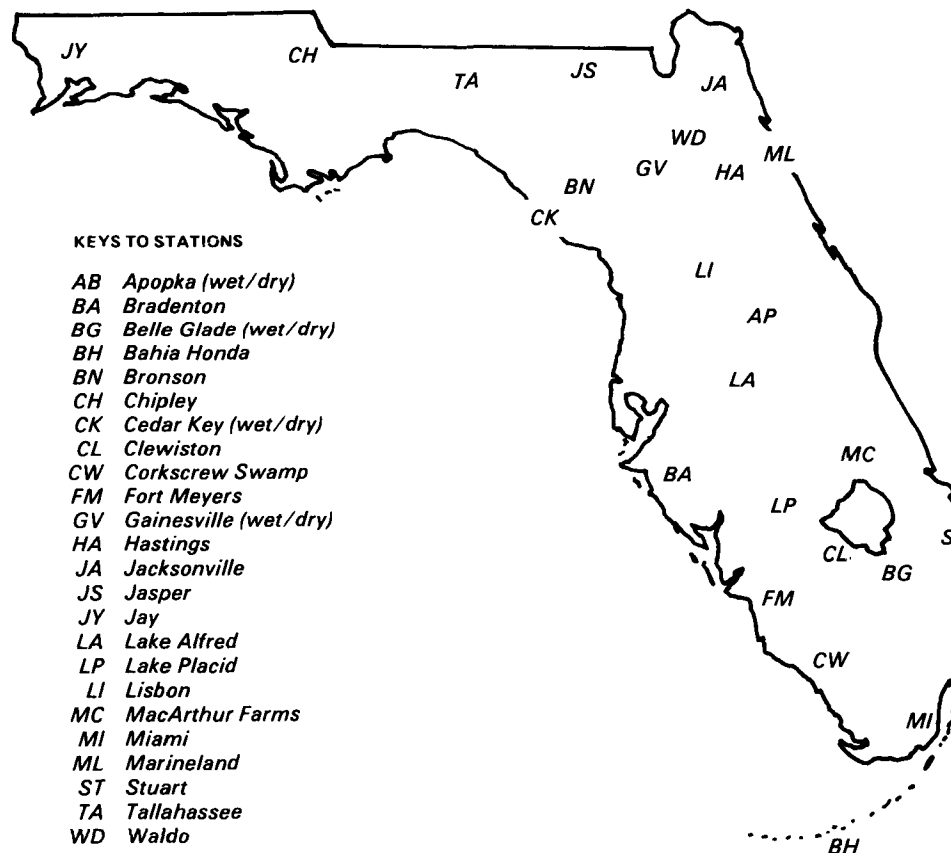 JY
CH
TA
JS
JA
WD
ML
GV
HA
BN
CK
LI
AP
LA
MC
BA
LP
S
CL
BG
FM
CW
MI
BH
KEYS TO STATIONS
AB Apopka (wet/dry)
BA Bradenton
BG Belle Glade (wet/dry)
BH Bahia Honda
BN Bronson
CH Chipley
CK Cedar Key (wet/dry)
CL Clewiston
CW Corkscrew Swamp
FM Fort Meyers
GV Gainesville (wet/dry)
HA Hastings
JA Jacksonville
JS Jasper
JY Jay
LA Lake Alfred
LP Lake Placid
LI Lisbon
MC MacArthur Farms
MI Miami
ML Marineland
ST Stuart
TA Tallahassee
WD Waldo